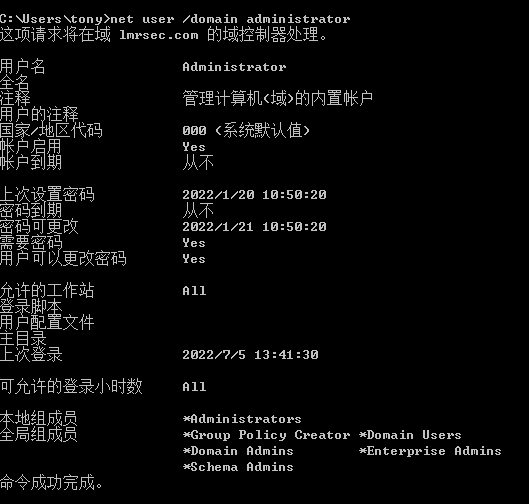 C:\Users\tony>net user /domain administrator
这项请求将在域 lmrsec.com 的域控制器处理。
用户名 Administrator
全名
注释 管理计算机(域)的内置帐户
用户的注释
国家/地区代码 000 (系统默认值)
帐户启用 Yes
帐户到期 从不
上次设置密码 2022/1/20 10:50:20
密码到期 从不
密码可更改 2022/1/21 10:50:20
需要密码 Yes
用户可以更改密码 Yes
允许的工作站 All
登录脚本
用户配置文件
主目录
上次登录 2022/7/5 13:41:30
可允许的登录小时数 All
本地组成员 *Administrators
全局组成员 *Group Policy Creator *Domain Users
*Domain Admins *Enterprise Admins
*Schema Admins
命令成功完成。